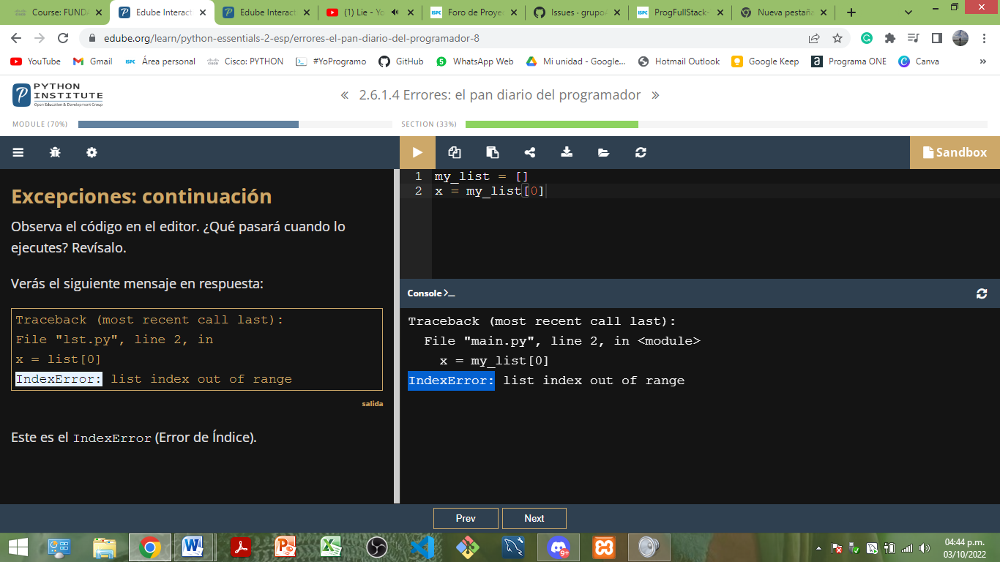 Course: FUNDA
Edube Interact
Edube Interact
(1) Lie - Yo
Foro de Proye
Issues · grupo
ProgFullStack-
Nueva pestaña
edube.org/learn/python-essentials-2-esp/errores-el-pan-diario-del-programador-8
YouTube
Gmail
ISPC Área personal
Cisco: PYTHON
#YoProgramo
GitHub
5 WhatsApp Web
Mi unidad - Google...
Hotmail Outlook
Google Keep
a Programa ONE
Canva
»
PYTHON
INSTITUTE
Open Education & Development Group
« 2.6.1.4 Errores: el pan diario del programador »
MODULE (70%)
SECTION (33%)
Sandbox
Excepciones: continuación
Observa el código en el editor. ¿Qué pasará cuando lo
ejecutes? Revísalo.
Verás el siguiente mensaje en respuesta:
Traceback (most recent call last):
File "lst.py", line 2, in
x = list[0]
IndexError: list index out of range
salida
Este es el IndexError (Error de Índice).
1 my_list = []
2 x = my_list[0]
Console >_
Traceback (most recent call last):
File "main.py", line 2, in <module>
x = my_list[0]
IndexError: list index out of range
Prev
Next
9+
04:44 p.m.
03/10/2022